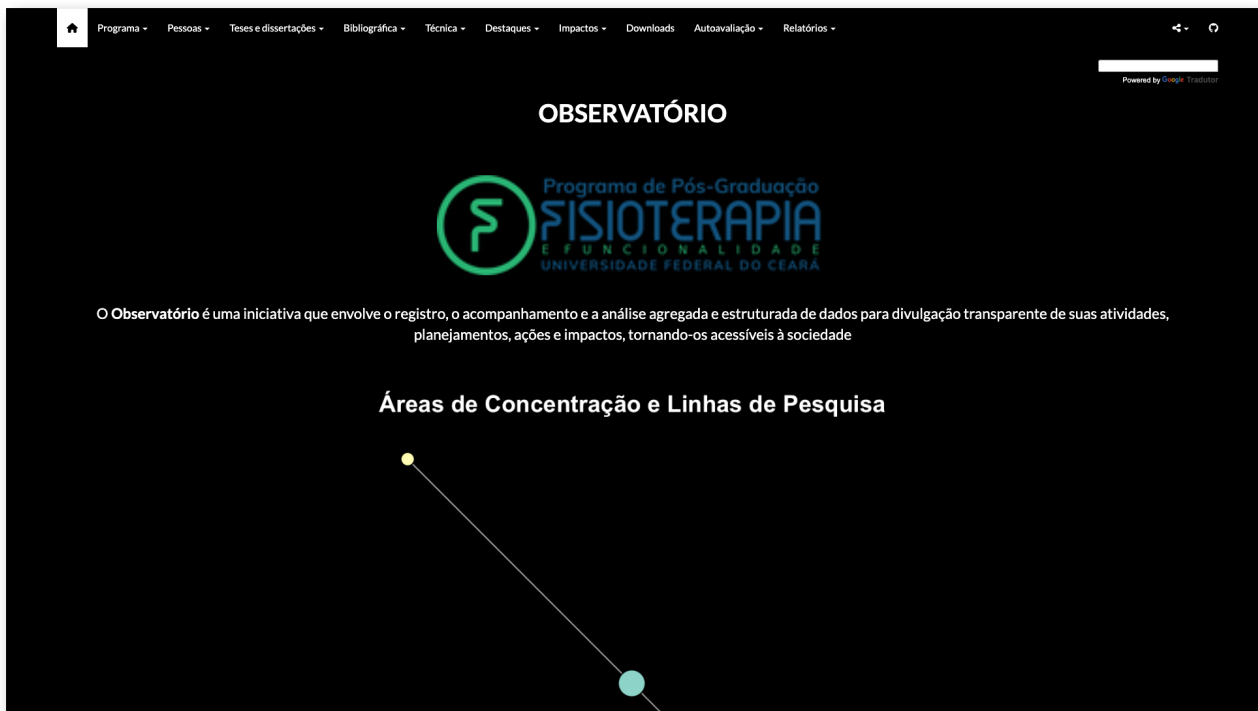 Programa Pessoas Teses e dissertações Bibliográfica Técnica Destaques Impactos Downloads Autoavaliação Relatórios
Powered by Google Tradutor
OBSERVATÓRIO
Programa de Pós-Graduação
FISIOTERAPIA
E FUNCIONALIDADE
UNIVERSIDADE FEDERAL DO CEARÁ
O Observatório é uma iniciativa que envolve o registro, o acompanhamento e a análise agregada e estruturada de dados para divulgação transparente de suas atividades,
planejamentos, ações e impactos, tornando-os acessíveis à sociedade
Áreas de Concentração e Linhas de Pesquisa